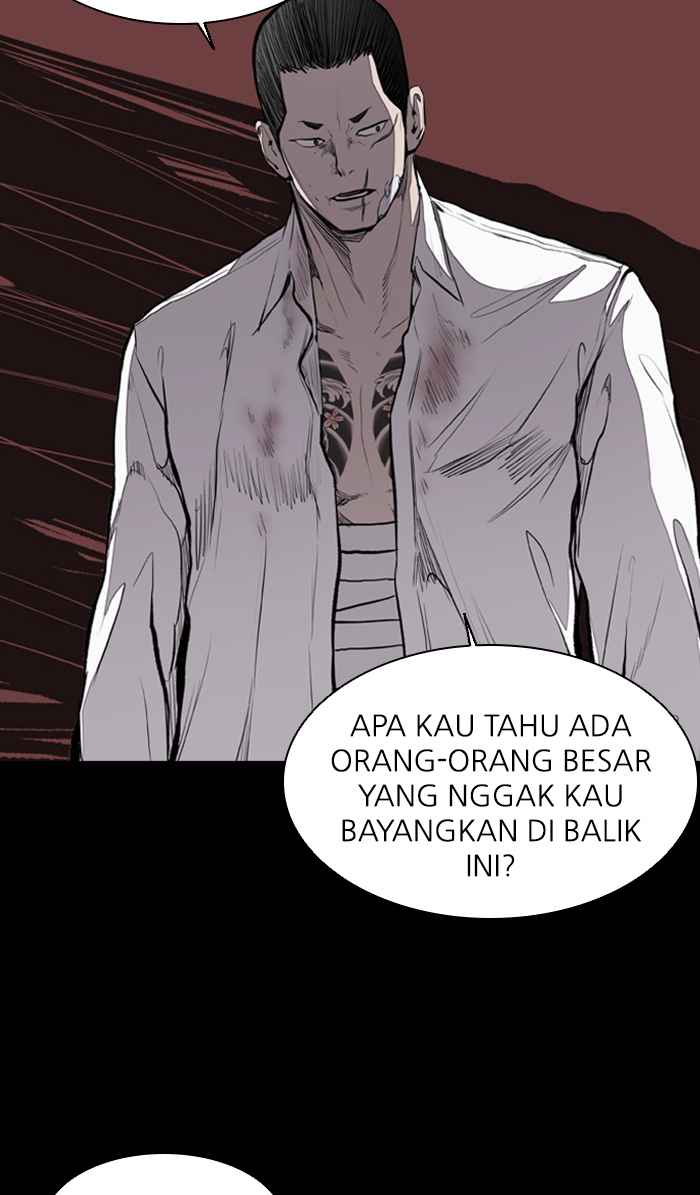 APA KAU TAHU ADA
ORANG-ORANG BESAR
YANG NGGAK KAU
BAYANGKAN DI BALIK
INI?